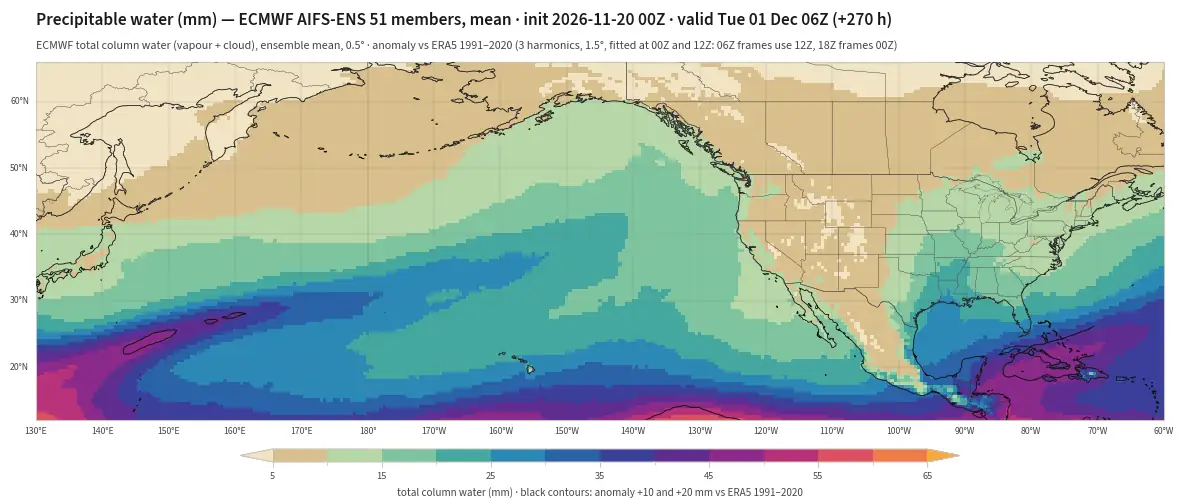 Precipitable water (mm) — ECMWF AIFS-ENS 51 members, mean · init 2026-11-20 00Z · valid Tue 01 Dec 06Z (+270 h)
ECMWF total column water (vapour + cloud), ensemble mean, 0.5° · anomaly vs ERA5 1991–2020 (3 harmonics, 1.5°, fitted at 00Z and 12Z: 06Z frames use 12Z, 18Z frames 00Z)
60°N
50°N
40°N
30°N
20°N
130°E 140°E 150°E 160°E 170°E 180° 170°W 160°W 150°W 140°W 130°W 120°W 110°W 100°W 90°W 80°W 70°W 60°W
5 15 25 35 45 55 65
total column water (mm) · black contours: anomaly +10 and +20 mm vs ERA5 1991–2020